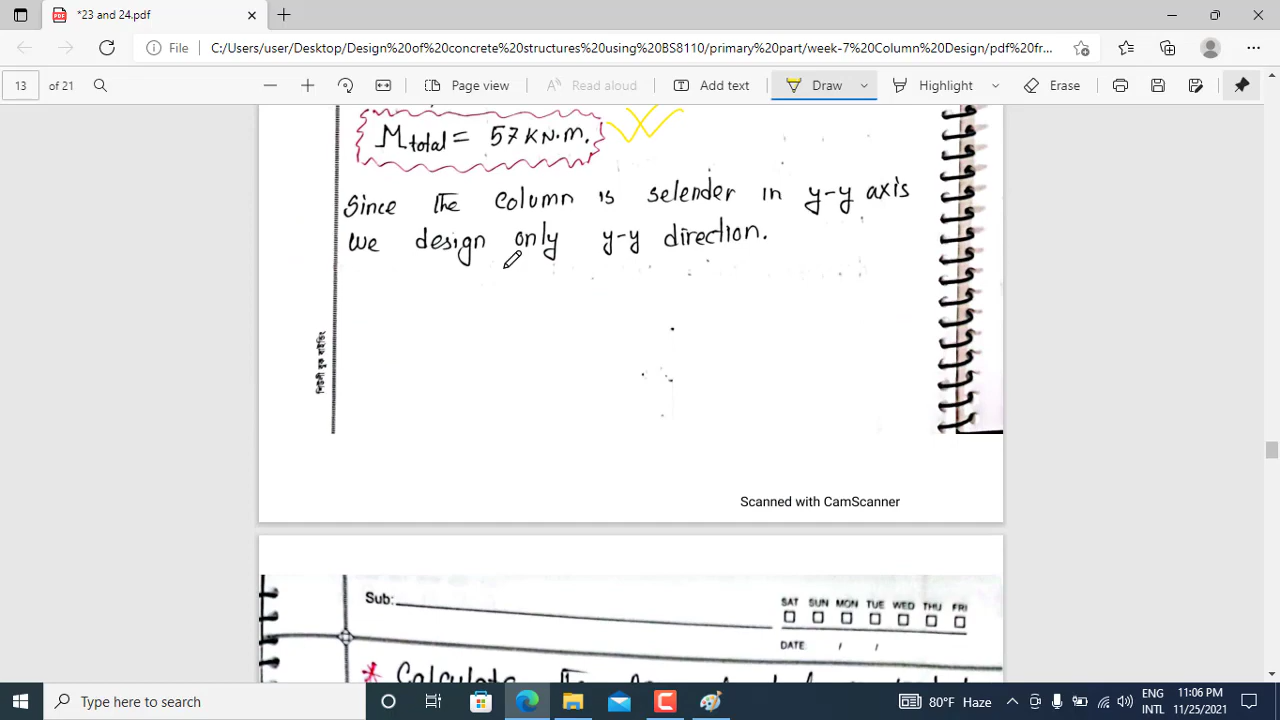 *23 and 24.pdf
File
C:/Users/user/Desktop/Design%20of%20concrete%20structures%20using%20BS8110/primary%20part/week-7%20Column%20Design/pdf%20fr...
13 of 21
Page view
Read aloud
Add text
Draw
Highlight
Erase
Mtotal = 57 KN.m.
Since The column is selender in y-y axis
we design only y-y direction.
Scanned with CamScanner
Sub:
SAT SUN MON TUE WED THU FRI
DATE / /
* Calculate The
Type here to search
80°F Haze
ENG
INTL
1:06 PM
11/25/2021